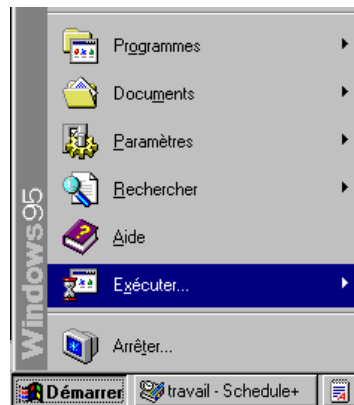 Programmes
Documents
Paramètres
Rechercher
Aide
Exécuter...
Arrêter...
Windows95
Démarrer
travail - Schedule+